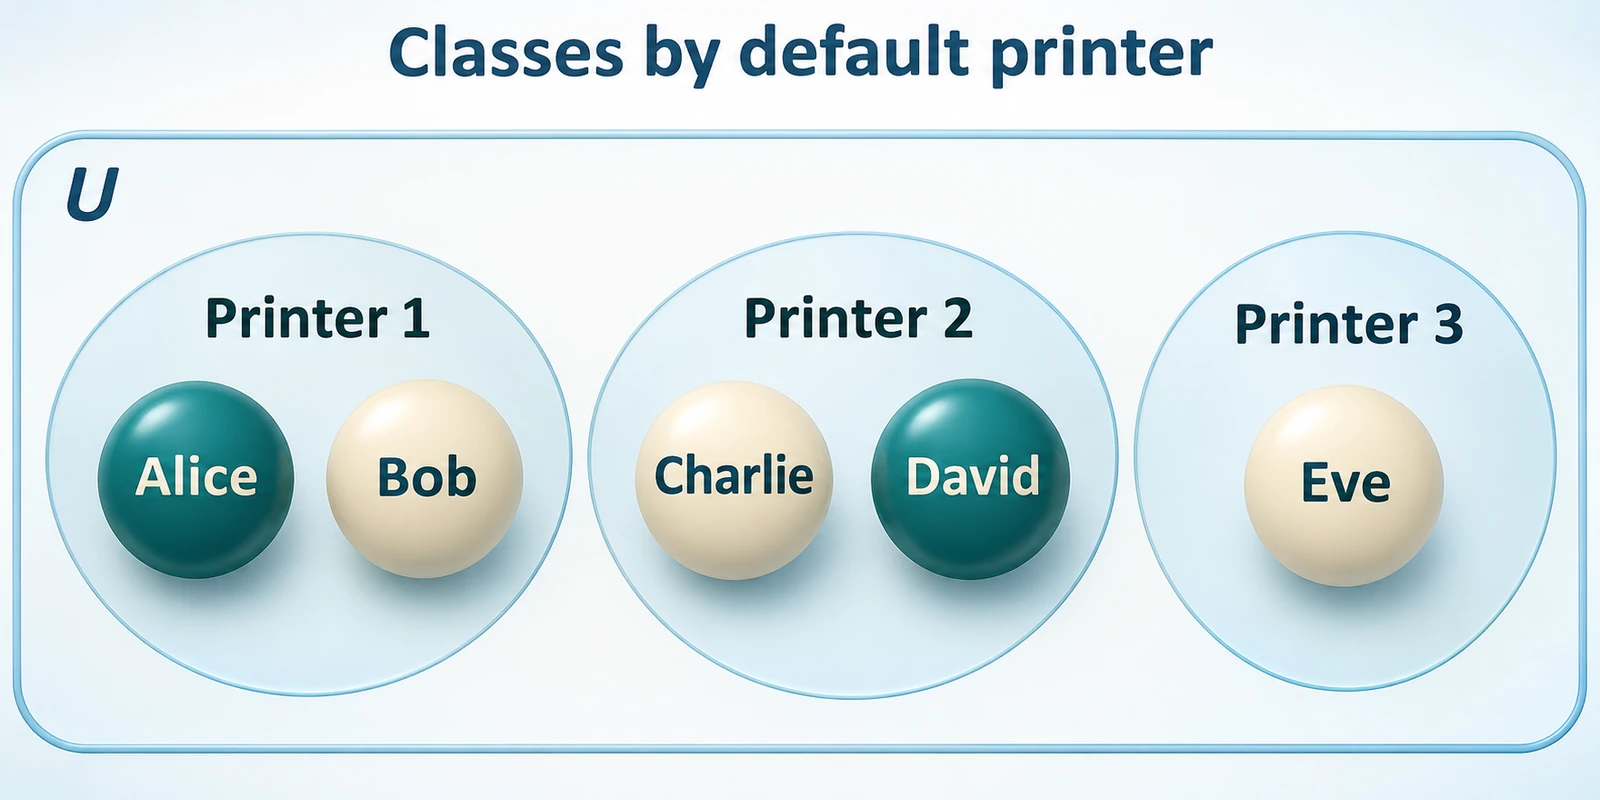 Classes by default printer
U
Printer 1
Printer 2
Printer 3
Alice
Bob
Charlie
David
Eve